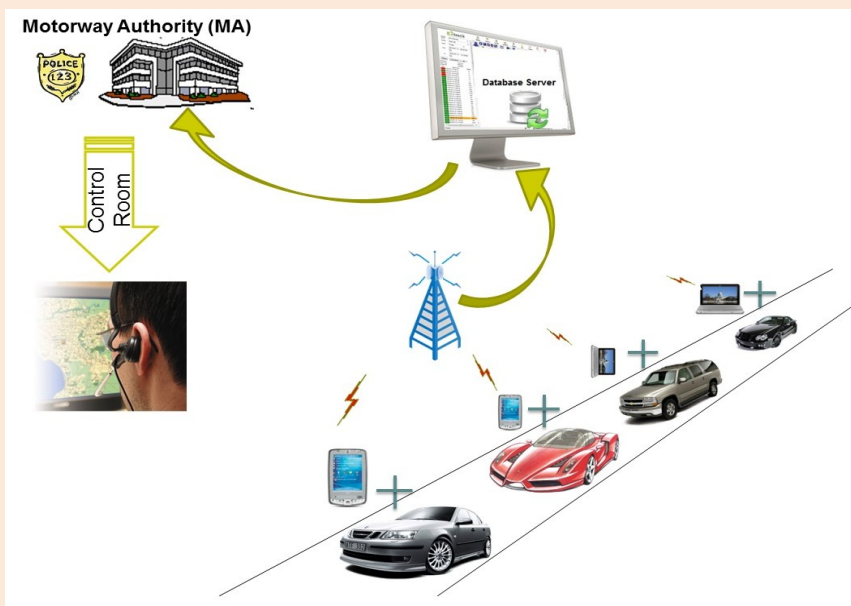 Motorway Authority (MA)
POLICE
123
Database Server
Control
Room